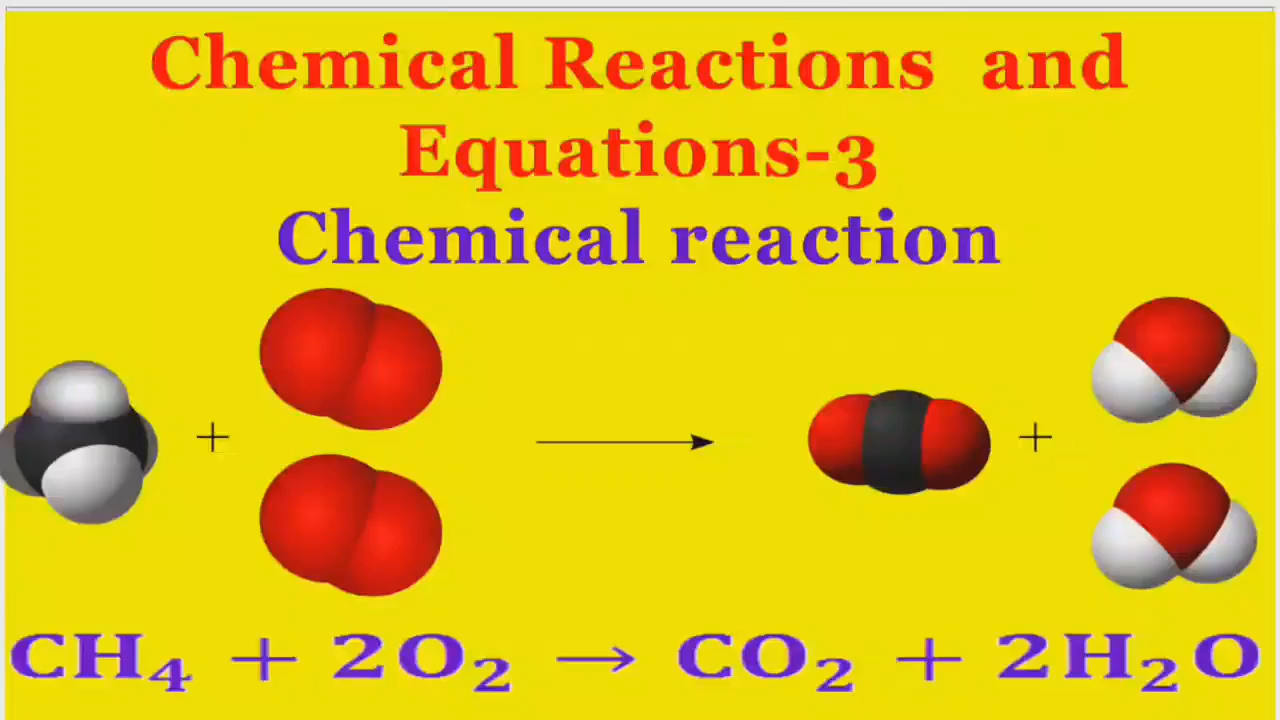 Chemical Reactions and
Equations-3
Chemical reaction
+ → +
CH₄ + 2O₂ → CO₂ + 2H₂O